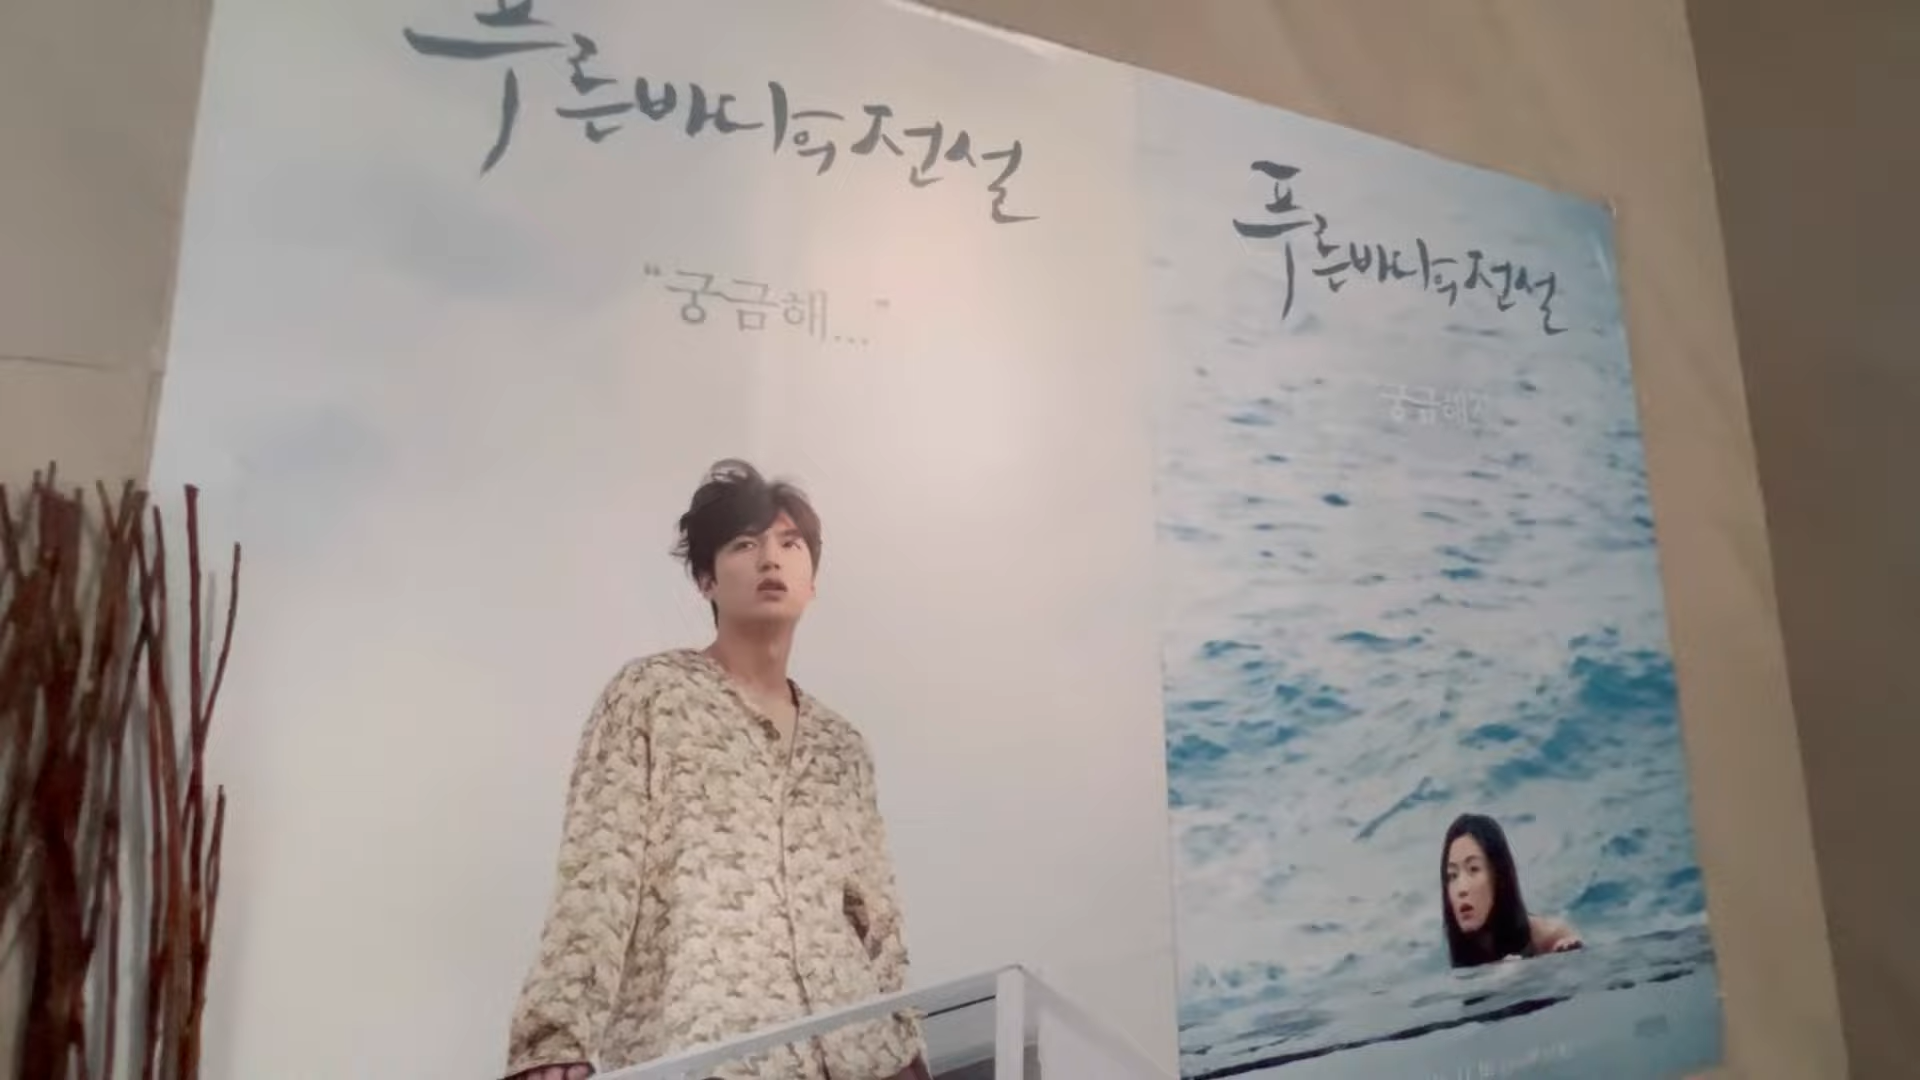 푸른 바다의 전설
“궁금해...”
푸른 바다의 전설
궁금해